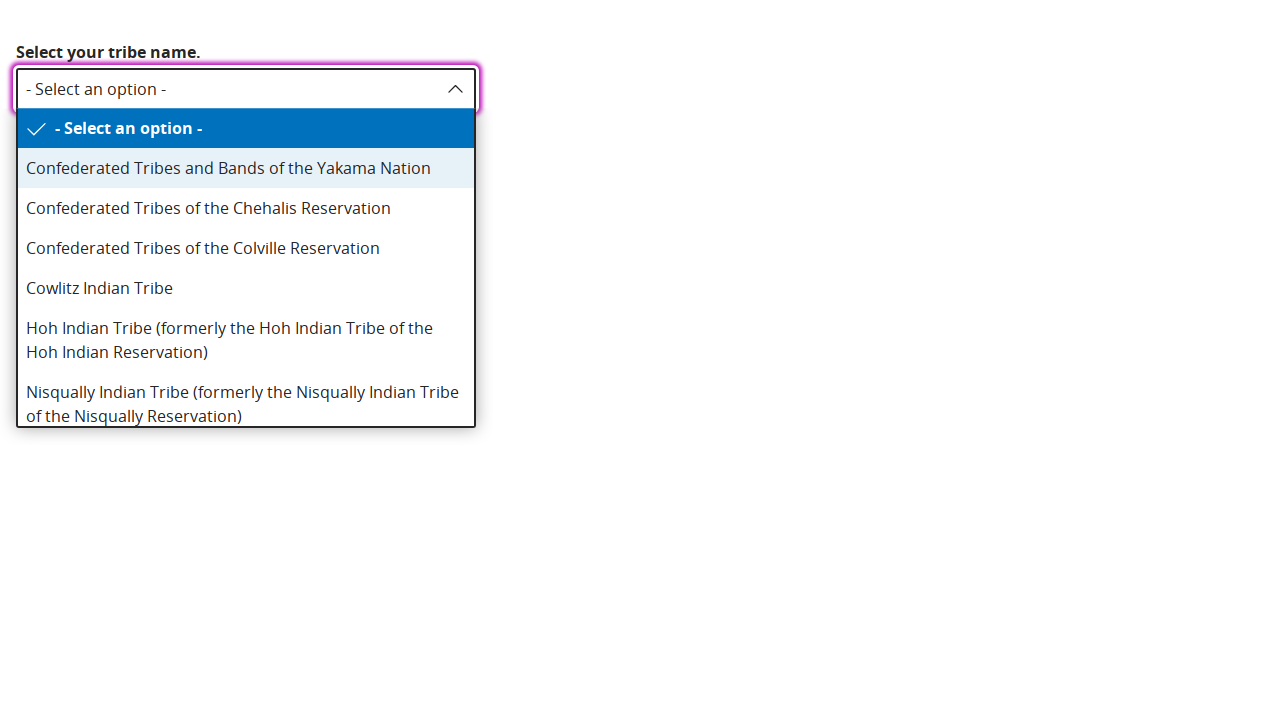 Select your tribe name.
- Select an option -
- Select an option -
Confederated Tribes and Bands of the Yakama Nation
Confederated Tribes of the Chehalis Reservation
Confederated Tribes of the Colville Reservation
Cowlitz Indian Tribe
Hoh Indian Tribe (formerly the Hoh Indian Tribe of the
Hoh Indian Reservation)
Nisqually Indian Tribe (formerly the Nisqually Indian Tribe
of the Nisqually Reservation)